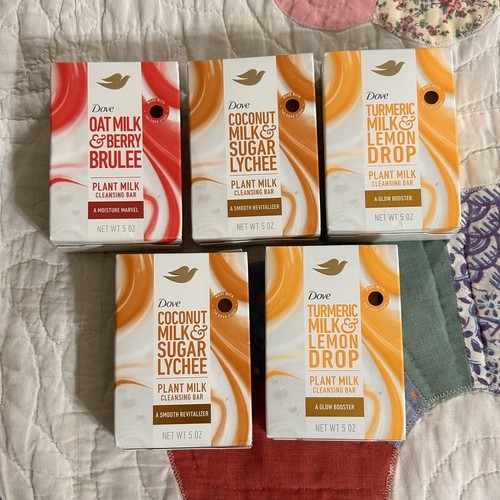 Dove
OAT MILK
& BERRY
BRULEE
PLANT MILK
CLEANSING BAR
A MOISTURE MARVEL
NET WT 5 OZ
Dove
COCONUT
MILK &
SUGAR
LYCHEE
PLANT MILK
CLEANSING BAR
A SMOOTH REVITALIZER
NET WT 5 OZ
Dove
TURMERIC
MILK &
LEMON
DROP
PLANT MILK
CLEANSING BAR
A GLOW BOOSTER
NET WT 5 OZ
Dove
COCONUT
MILK &
SUGAR
LYCHEE
PLANT MILK
CLEANSING BAR
A SMOOTH REVITALIZER
NET WT 5 OZ
Dove
TURMERIC
MILK &
LEMON
DROP
PLANT MILK
CLEANSING BAR
A GLOW BOOSTER
NET WT 5 OZ